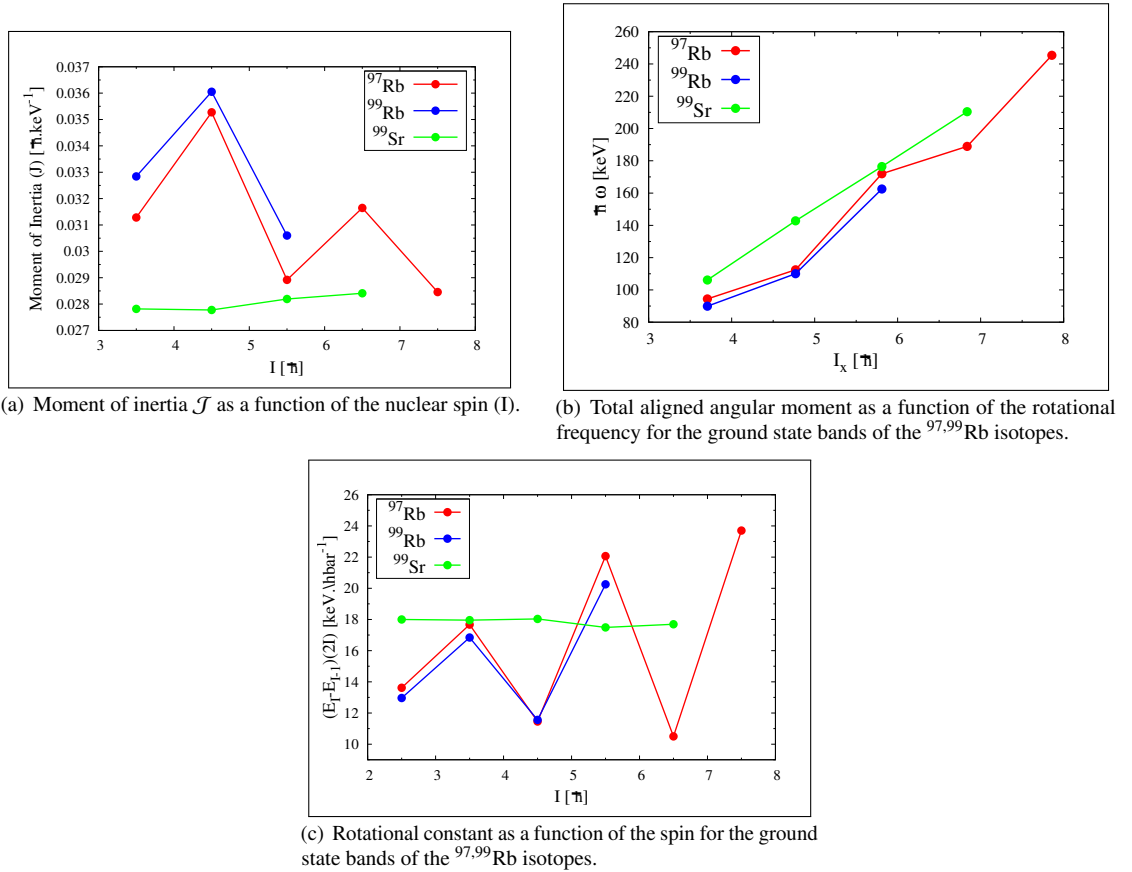 0.037
0.036
0.035
0.034
0.033
0.032
0.031
0.03
0.029
0.028
0.027
3 4 5 6 7 8
Moment of Inertia (J) [ħ.keV⁻¹]
I [ħ]
⁹⁷Rb
⁹⁹Rb
⁹⁹Sr
(a) Moment of inertia 𝒥 as a function of the nuclear spin (I).
260
240
220
200
180
160
140
120
100
80
3 4 5 6 7 8
ħ ω [keV]
Iₓ [ħ]
⁹⁷Rb
⁹⁹Rb
⁹⁹Sr
(b) Total aligned angular moment as a function of the rotational
frequency for the ground state bands of the ⁹⁷,⁹⁹Rb isotopes.
26
24
22
20
18
16
14
12
10
2 3 4 5 6 7 8
(E_I-E_{I-1})(2I) [keV.\hbar⁻¹]
I [ħ]
⁹⁷Rb
⁹⁹Rb
⁹⁹Sr
(c) Rotational constant as a function of the spin for the ground
state bands of the ⁹⁷,⁹⁹Rb isotopes.